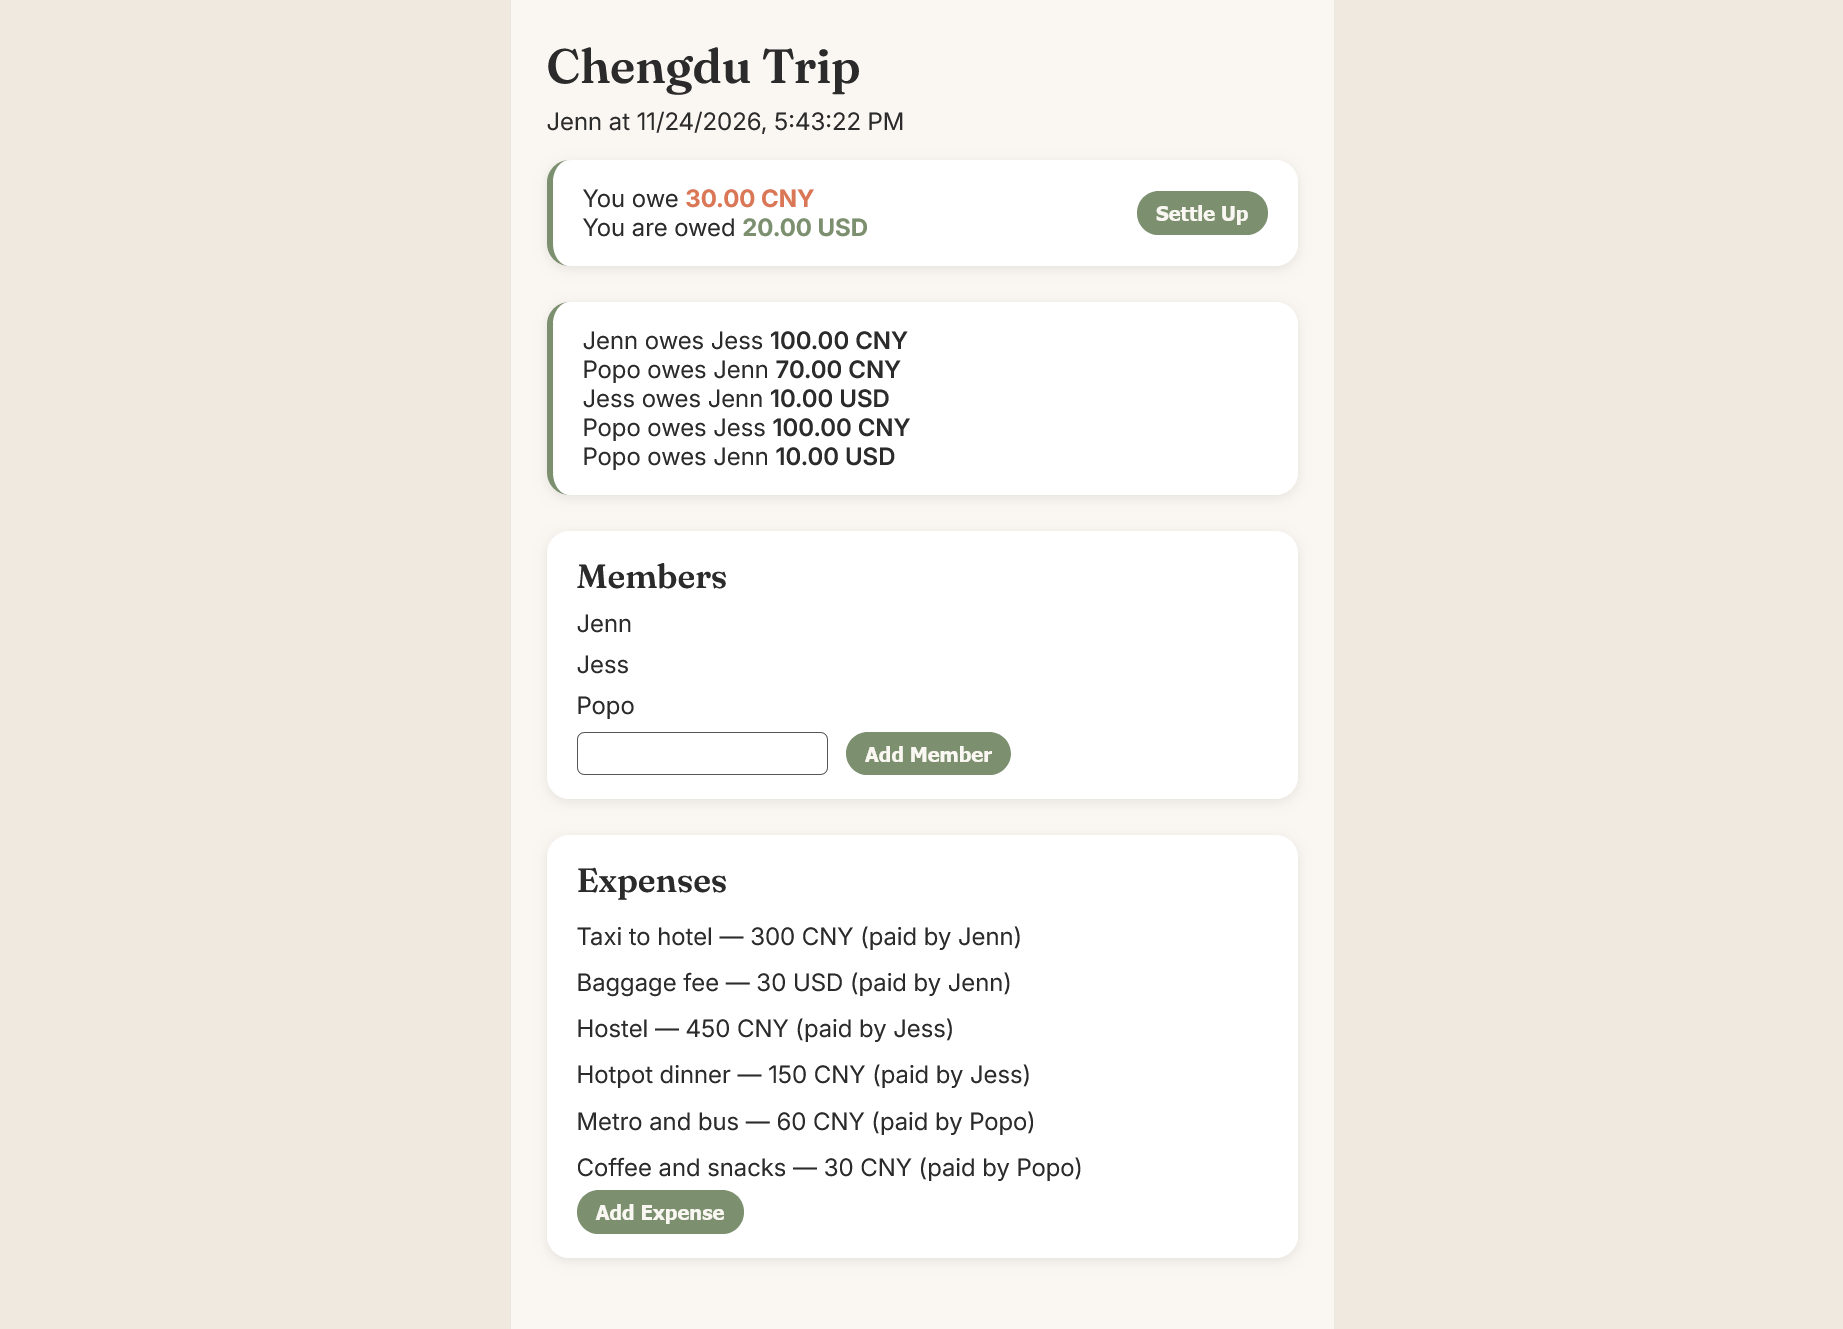 Chengdu Trip
Jenn at 11/24/2026, 5:43:22 PM
You owe 30.00 CNY
You are owed 20.00 USD
Settle Up
Jenn owes Jess 100.00 CNY
Popo owes Jenn 70.00 CNY
Jess owes Jenn 10.00 USD
Popo owes Jess 100.00 CNY
Popo owes Jenn 10.00 USD
Members
Jenn
Jess
Popo
Add Member
Expenses
Taxi to hotel — 300 CNY (paid by Jenn)
Baggage fee — 30 USD (paid by Jenn)
Hostel — 450 CNY (paid by Jess)
Hotpot dinner — 150 CNY (paid by Jess)
Metro and bus — 60 CNY (paid by Popo)
Coffee and snacks — 30 CNY (paid by Popo)
Add Expense